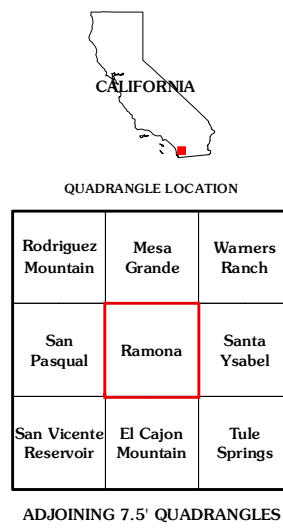 CALIFORNIA
QUADRANGLE LOCATION
Rodriguez
Mountain
Mesa
Grande
Warners
Ranch
San
Pasqual
Ramona
Santa
Ysabel
San Vicente
Reservoir
El Cajon
Mountain
Tule
Springs
ADJOINING 7.5' QUADRANGLES